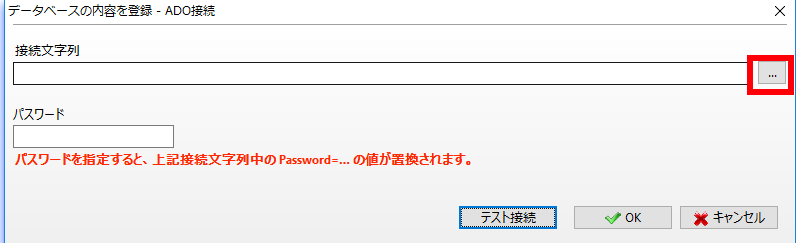 データベースの内容を登録 - ADO接続
接続文字列
...
パスワード
パスワードを指定すると、上記接続文字列中の Password=... の値が置換されます。
テスト接続
OK
キャンセル